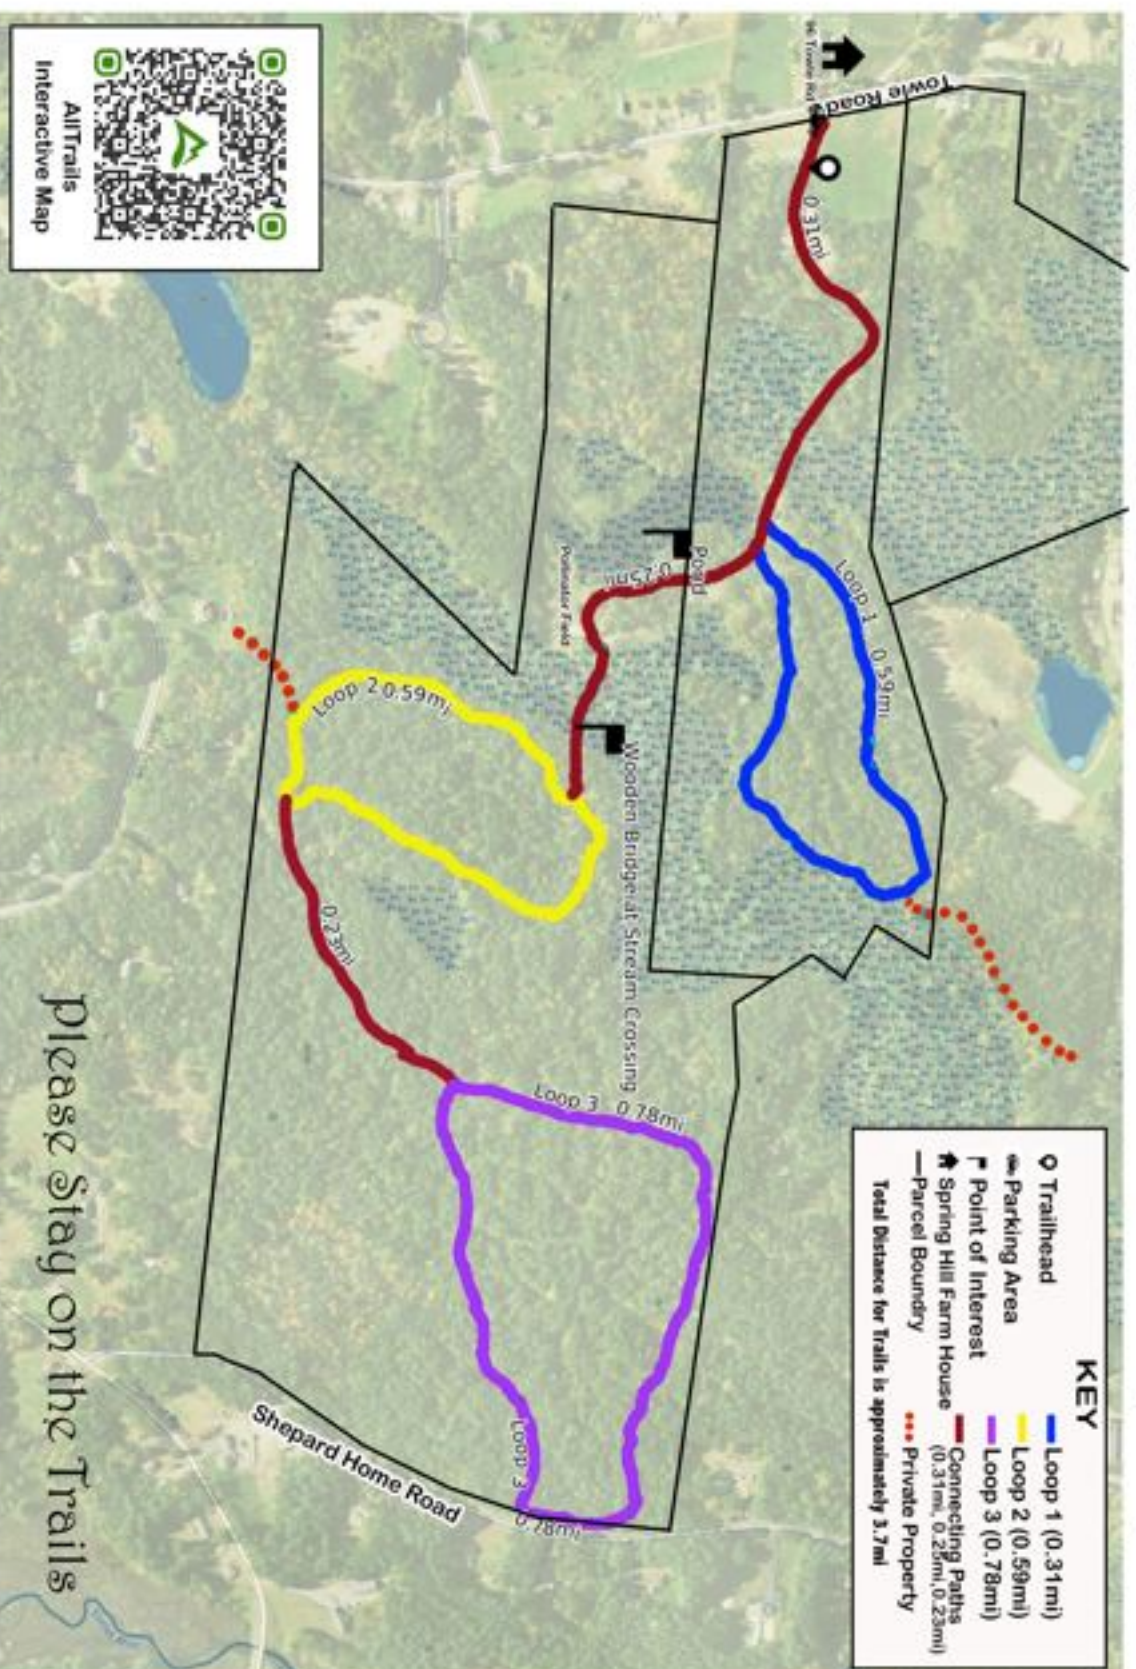 KEY
Trailhead
Parking Area
Point of Interest
Spring Hill Farm House
Parcel Boundry
Loop 1 (0.31mi)
Loop 2 (0.59mi)
Loop 3 (0.78mi)
Connecting Paths
(0.31mi, 0.25mi,0.23mi)
Private Property
Total Distance for Trails is approximately 3.7mi
96 Towle Rd
Towle Road
0.31mi
Loop 1 0.59mi
0.25mi
Pollinator Field
Wooden Bridge at Stream Crossing
Loop 2 0.59mi
0.23mi
Loop 3 0.78mi
Loop 3 0.78mi
Shepard Home Road
AllTrails
Interactive Map
Please Stay on the Trails